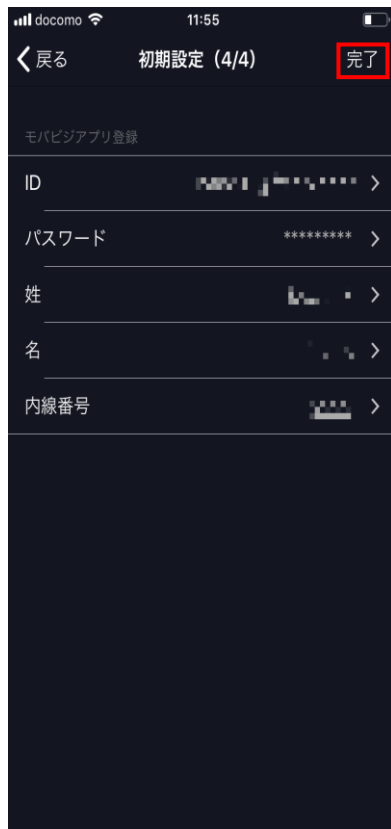 docomo 11:55
戻る 初期設定（4/4） 完了
モバビジアプリ登録
ID
パスワード *********
姓
名
内線番号